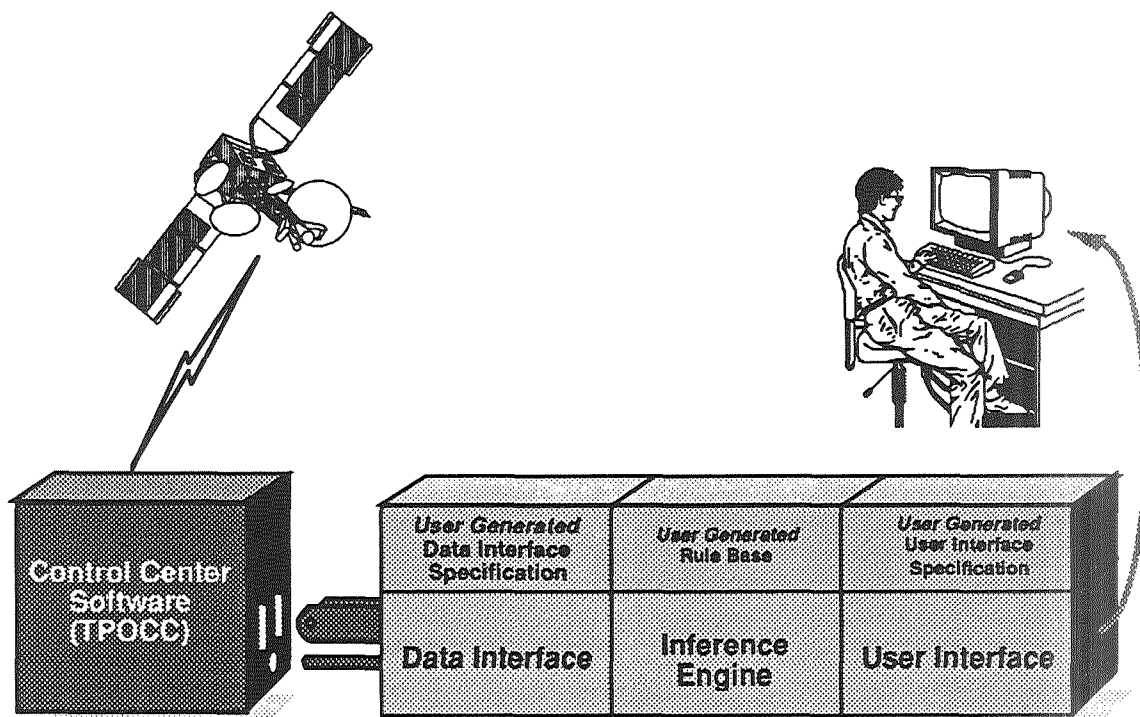 Control Center
Software
(TPOCC)
User Generated
Data Interface
Specification
User Generated
Rule Base
User Generated
User Interface
Specification
Data Interface
Inference
Engine
User Interface